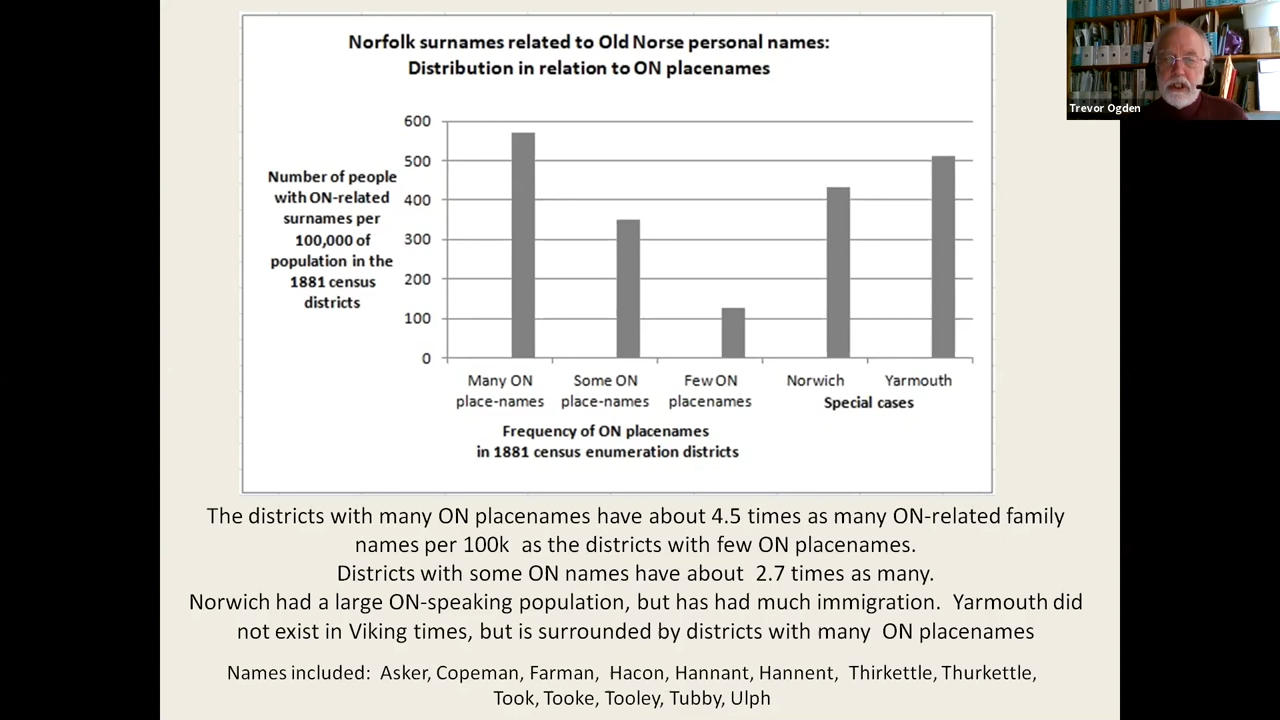 Norfolk surnames related to Old Norse personal names:
Distribution in relation to ON placenames
Number of people
with ON-related
surnames per
100,000 of
population in the
1881 census
districts
600
500
400
300
200
100
0
Many ON
place-names
Some ON
place-names
Few ON
placenames
Norwich
Yarmouth
Special cases
Frequency of ON placenames
in 1881 census enumeration districts
The districts with many ON placenames have about 4.5 times as many ON-related family
names per 100k as the districts with few ON placenames.
Districts with some ON names have about 2.7 times as many.
Norwich had a large ON-speaking population, but has had much immigration. Yarmouth did
not exist in Viking times, but is surrounded by districts with many ON placenames
Names included: Asker, Copeman, Farman, Hacon, Hannant, Hannent, Thirkettle, Thurkettle,
Took, Tooke, Tooley, Tubby, Ulph
Trevor Ogden